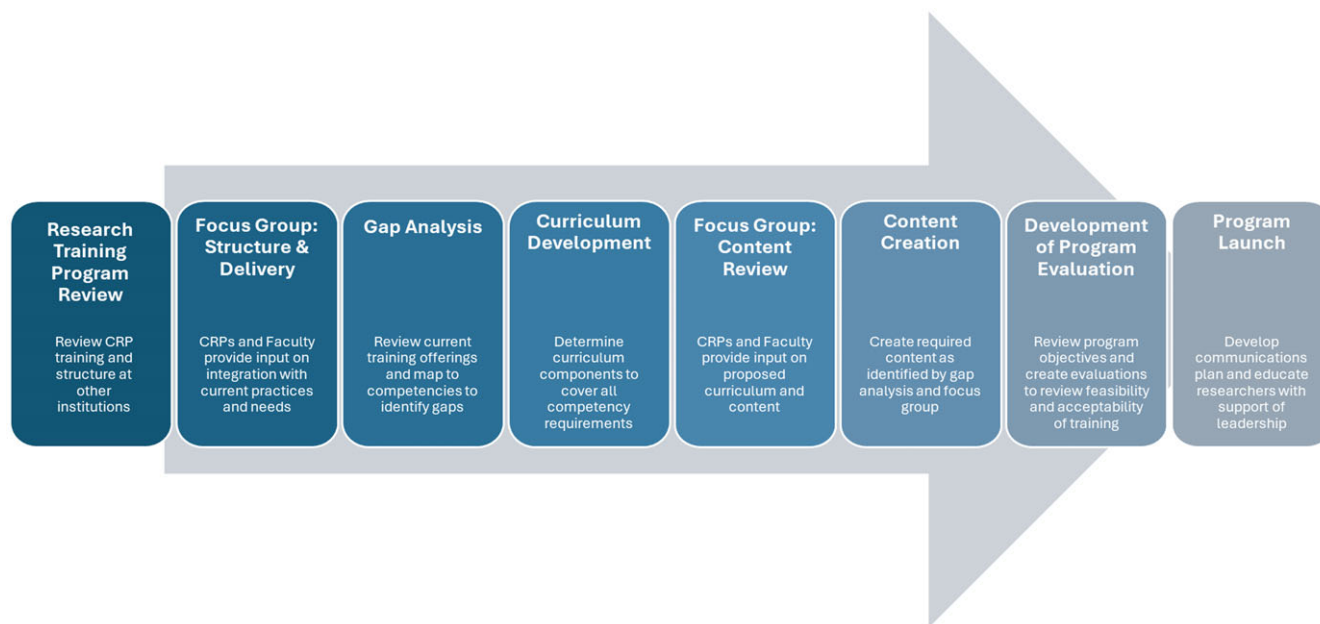 Research
Training
Program
Review
Review CRP
training and
structure at
other
institutions
Focus Group:
Structure &
Delivery
CRPs and Faculty
provide input on
integration with
current practices
and needs
Gap Analysis
Review current
training offerings
and map to
competencies to
identify gaps
Curriculum
Development
Determine
curriculum
components to
cover all
competency
requirements
Focus Group:
Content
Review
CRPs and Faculty
provide input on
proposed
curriculum and
content
Content
Creation
Create required
content as
identified by gap
analysis and focus
group
Development
of Program
Evaluation
Review program
objectives and
create evaluations
to review feasibility
and acceptability
of training
Program
Launch
Develop
communications
plan and educate
researchers with
support of
leadership